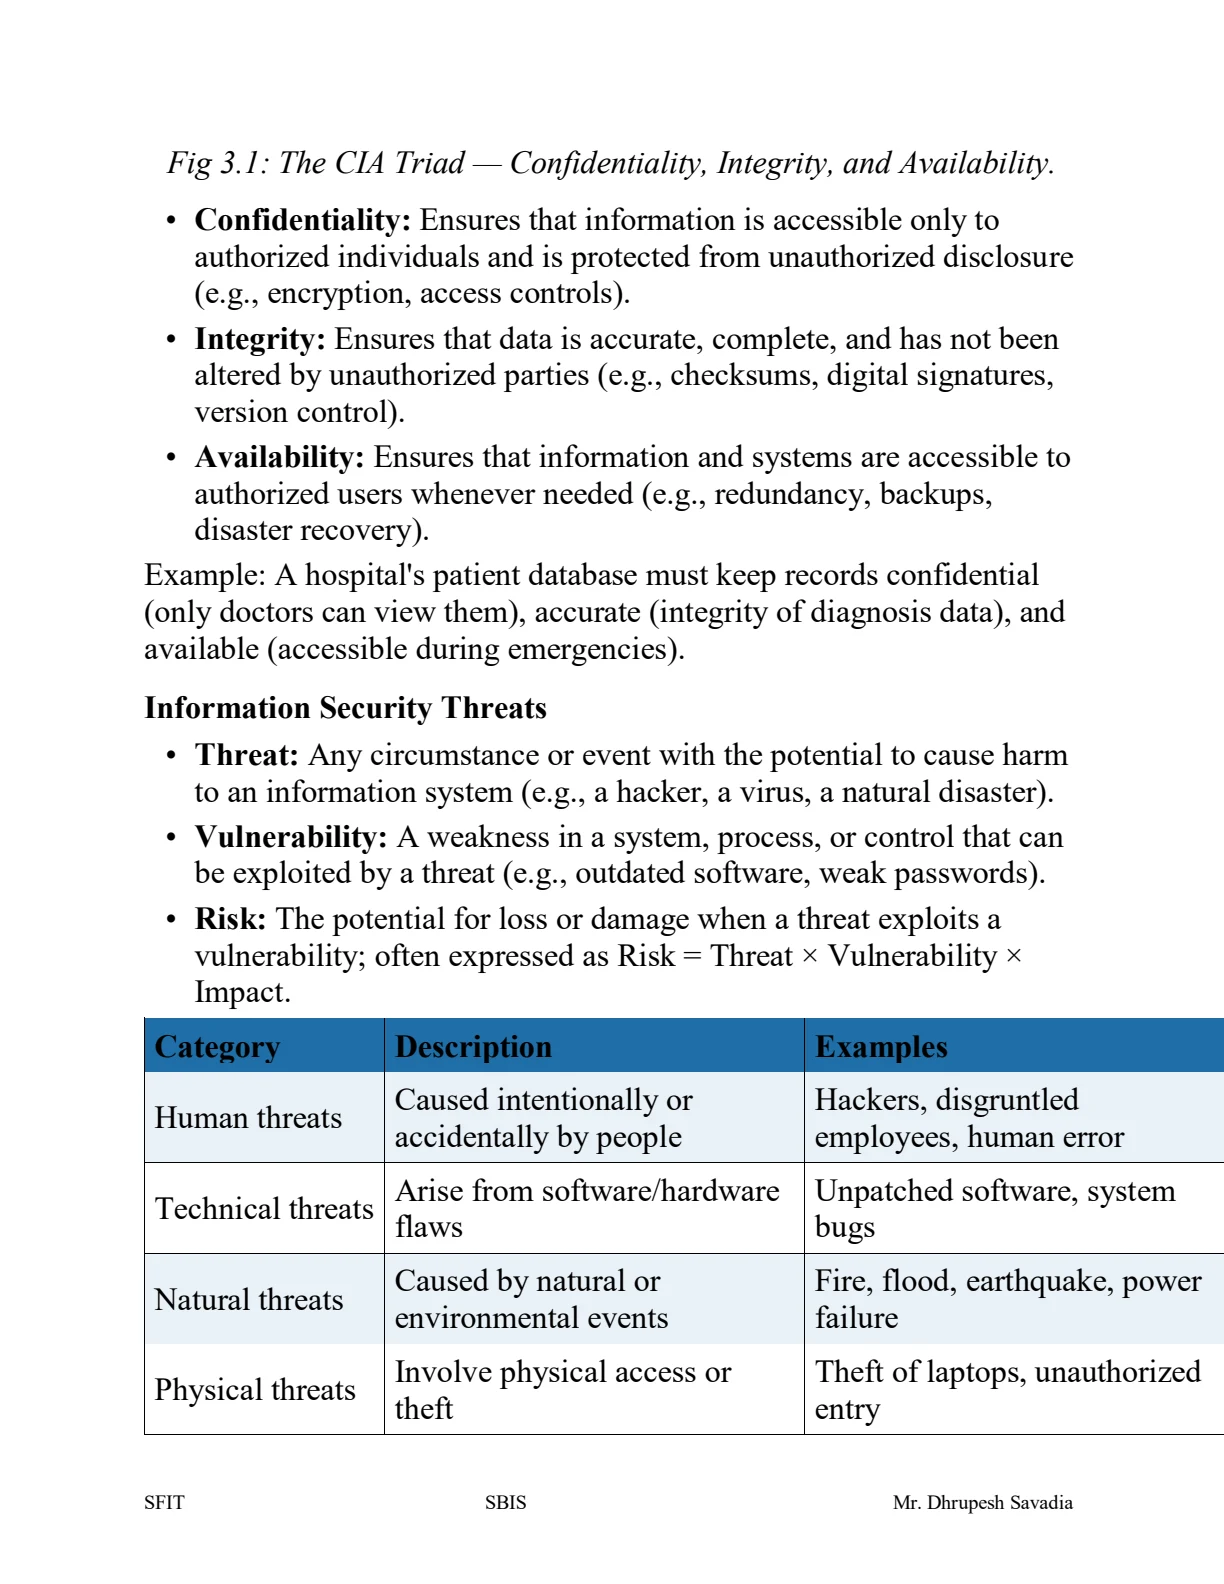 Fig 3.1: The CIA Triad — Confidentiality, Integrity, and Availability.
• Confidentiality: Ensures that information is accessible only to
authorized individuals and is protected from unauthorized disclosure
(e.g., encryption, access controls).
• Integrity: Ensures that data is accurate, complete, and has not been
altered by unauthorized parties (e.g., checksums, digital signatures,
version control).
• Availability: Ensures that information and systems are accessible to
authorized users whenever needed (e.g., redundancy, backups,
disaster recovery).
Example: A hospital's patient database must keep records confidential
(only doctors can view them), accurate (integrity of diagnosis data), and
available (accessible during emergencies).
Information Security Threats
• Threat: Any circumstance or event with the potential to cause harm
to an information system (e.g., a hacker, a virus, a natural disaster).
• Vulnerability: A weakness in a system, process, or control that can
be exploited by a threat (e.g., outdated software, weak passwords).
• Risk: The potential for loss or damage when a threat exploits a
vulnerability; often expressed as Risk = Threat × Vulnerability ×
Impact.
Category Description Examples
Human threats
Caused intentionally or
accidentally by people
Hackers, disgruntled
employees, human error
Technical threats
Arise from software/hardware
flaws
Unpatched software, system
bugs
Natural threats
Caused by natural or
environmental events
Fire, flood, earthquake, power
failure
Physical threats
Involve physical access or
theft
Theft of laptops, unauthorized
entry
SFIT SBIS Mr. Dhrupesh Savadia